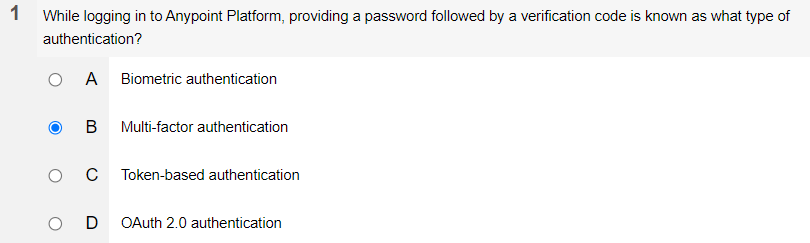 1 While logging in to Anypoint Platform, providing a password followed by a verification code is known as what type of
authentication?
A Biometric authentication
B Multi-factor authentication
C Token-based authentication
D OAuth 2.0 authentication